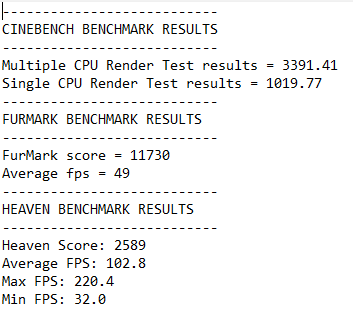 ---------------------------
CINEBENCH BENCHMARK RESULTS
---------------------------
Multiple CPU Render Test results = 3391.41
Single CPU Render Test results = 1019.77
---------------------------
FURMARK BENCHMARK RESULTS
---------------------------
FurMark score = 11730
Average fps = 49
---------------------------
HEAVEN BENCHMARK RESULTS
---------------------------
Heaven Score: 2589
Average FPS: 102.8
Max FPS: 220.4
Min FPS: 32.0